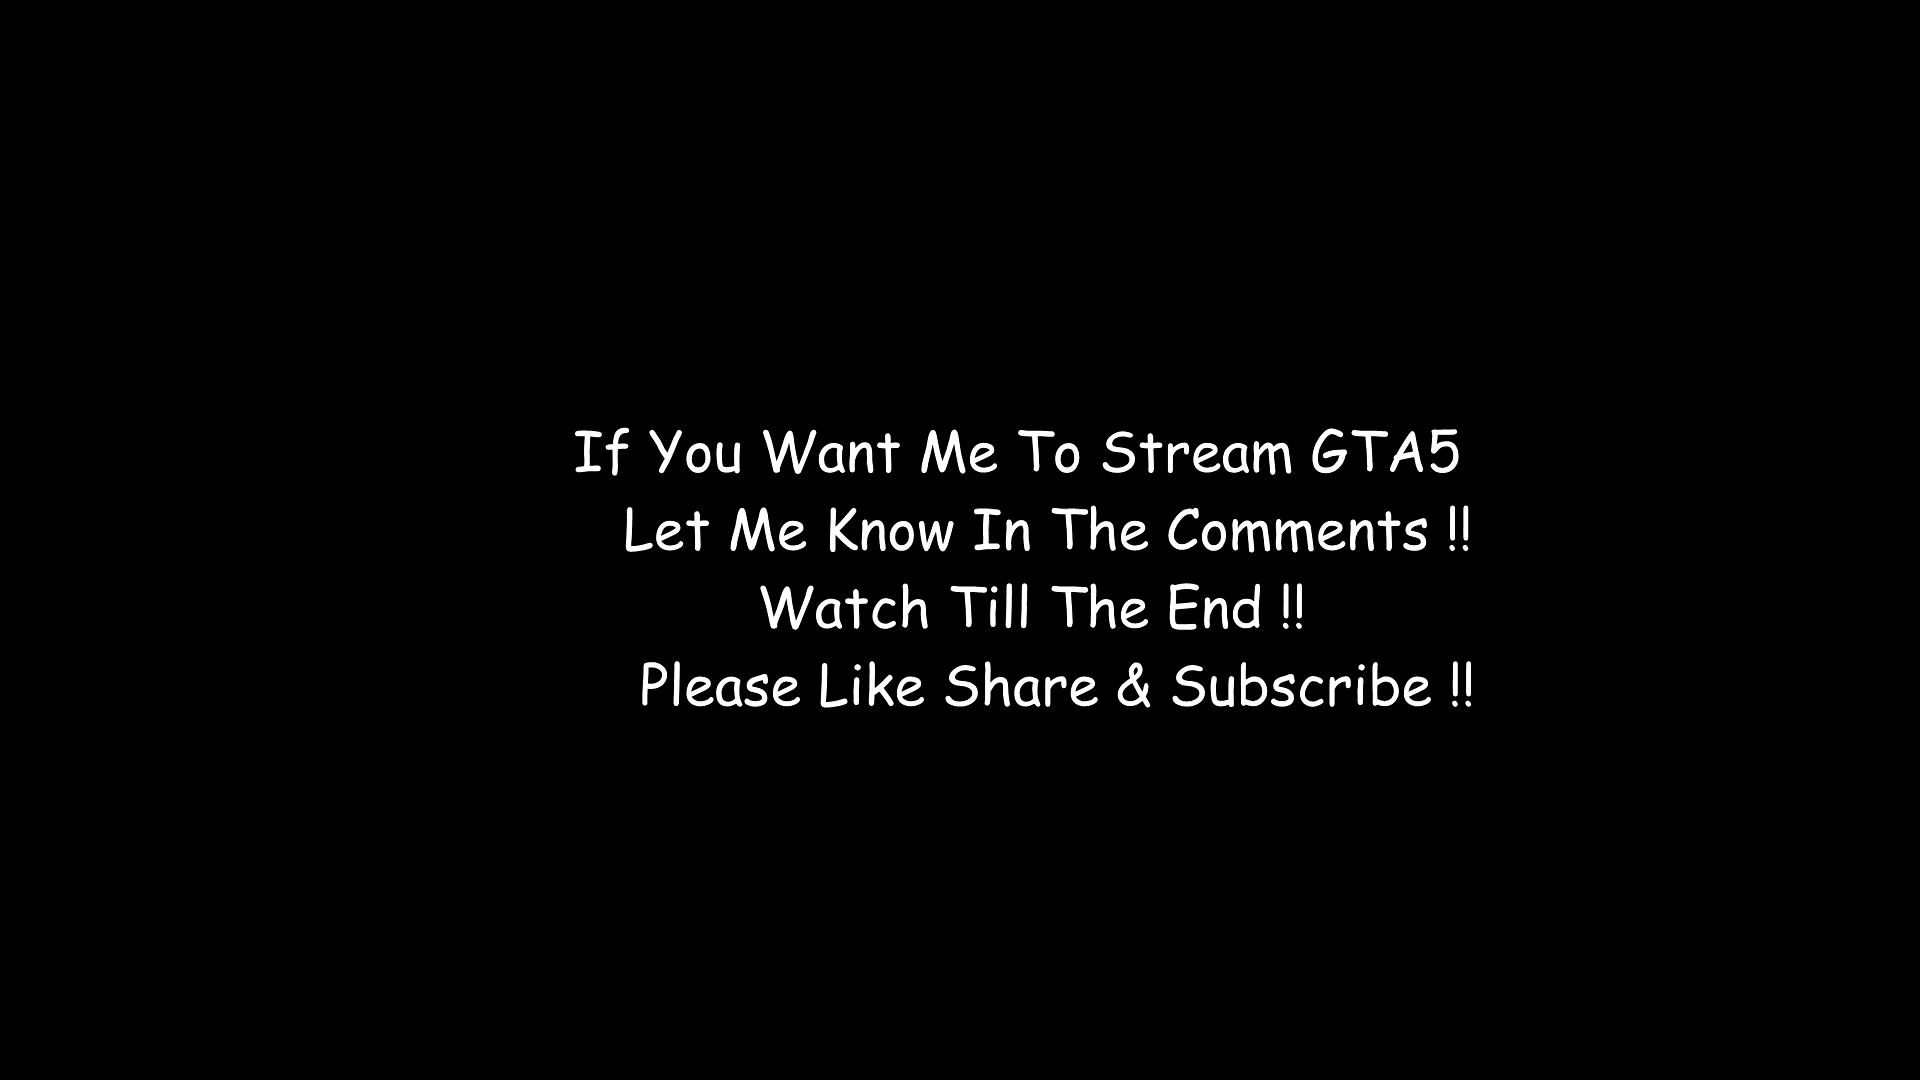 If You Want Me To Stream GTA5
Let Me Know In The Comments !!
Watch Till The End !!
Please Like Share & Subscribe !!